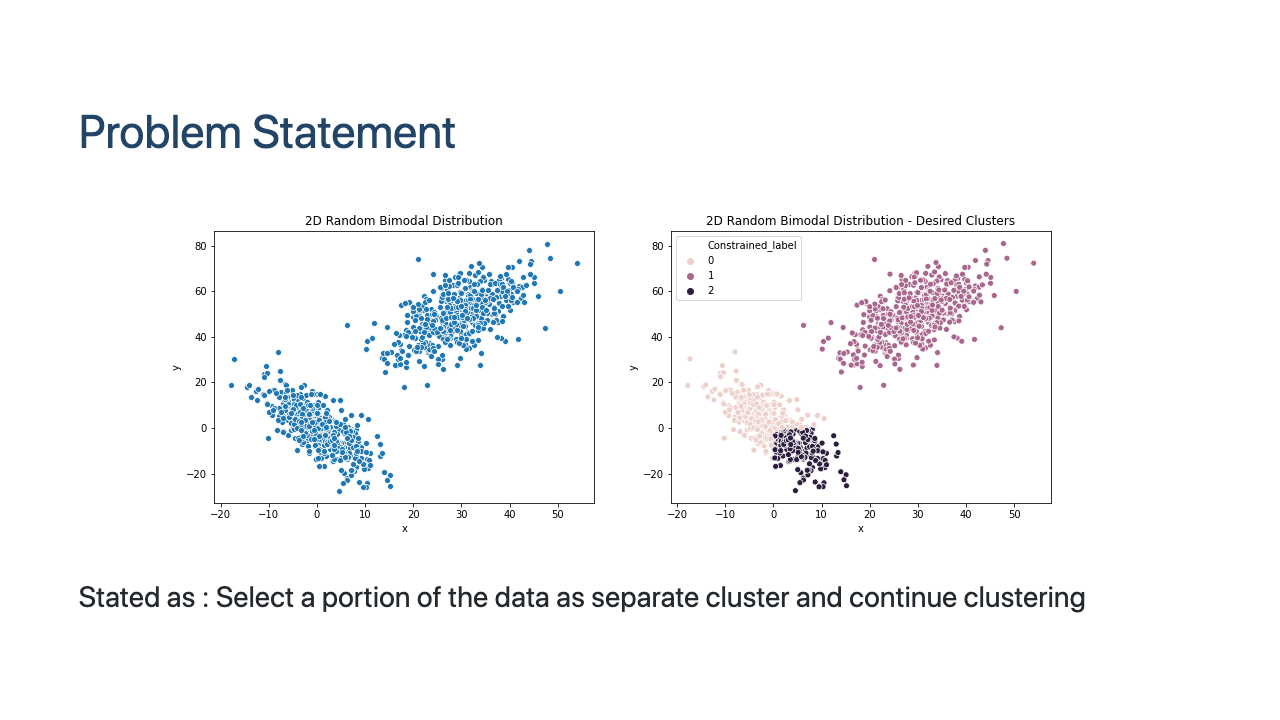 Problem Statement
2D Random Bimodal Distribution
80
60
40
20
0
−20
y
−20 −10 0 10 20 30 40 50
x
2D Random Bimodal Distribution - Desired Clusters
Constrained_label
0
1
2
80
60
40
20
0
−20
y
−20 −10 0 10 20 30 40 50
x
Stated as : Select a portion of the data as separate cluster and continue clustering